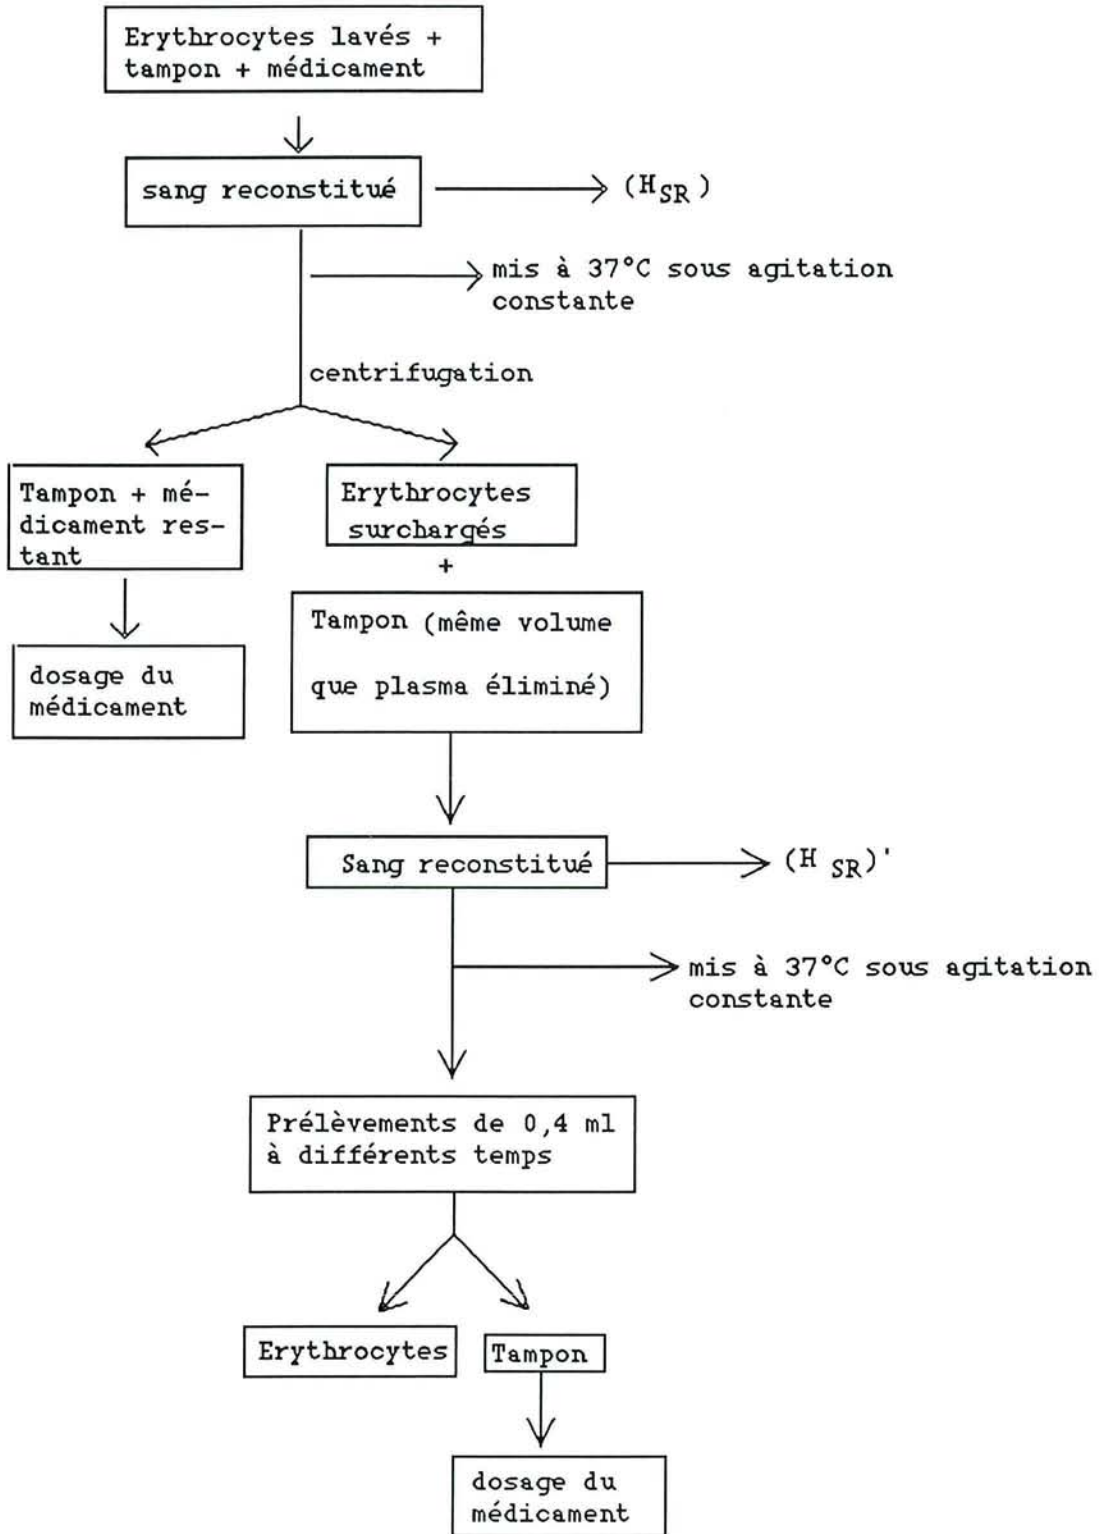 Erythrocytes lavés +
tampon + médicament
sang reconstitué
(H SR )
mis à 37°C sous agitation
constante
centrifugation
Tampon + mé-
dicament res-
tant
Erythrocytes
surchargés
+
Tampon (même volume
que plasma éliminé)
dosage du
médicament
Sang reconstitué
(H SR)'
mis à 37°C sous agitation
constante
Prélèvements de 0,4 ml
à différents temps
Erythrocytes
Tampon
dosage du
médicament